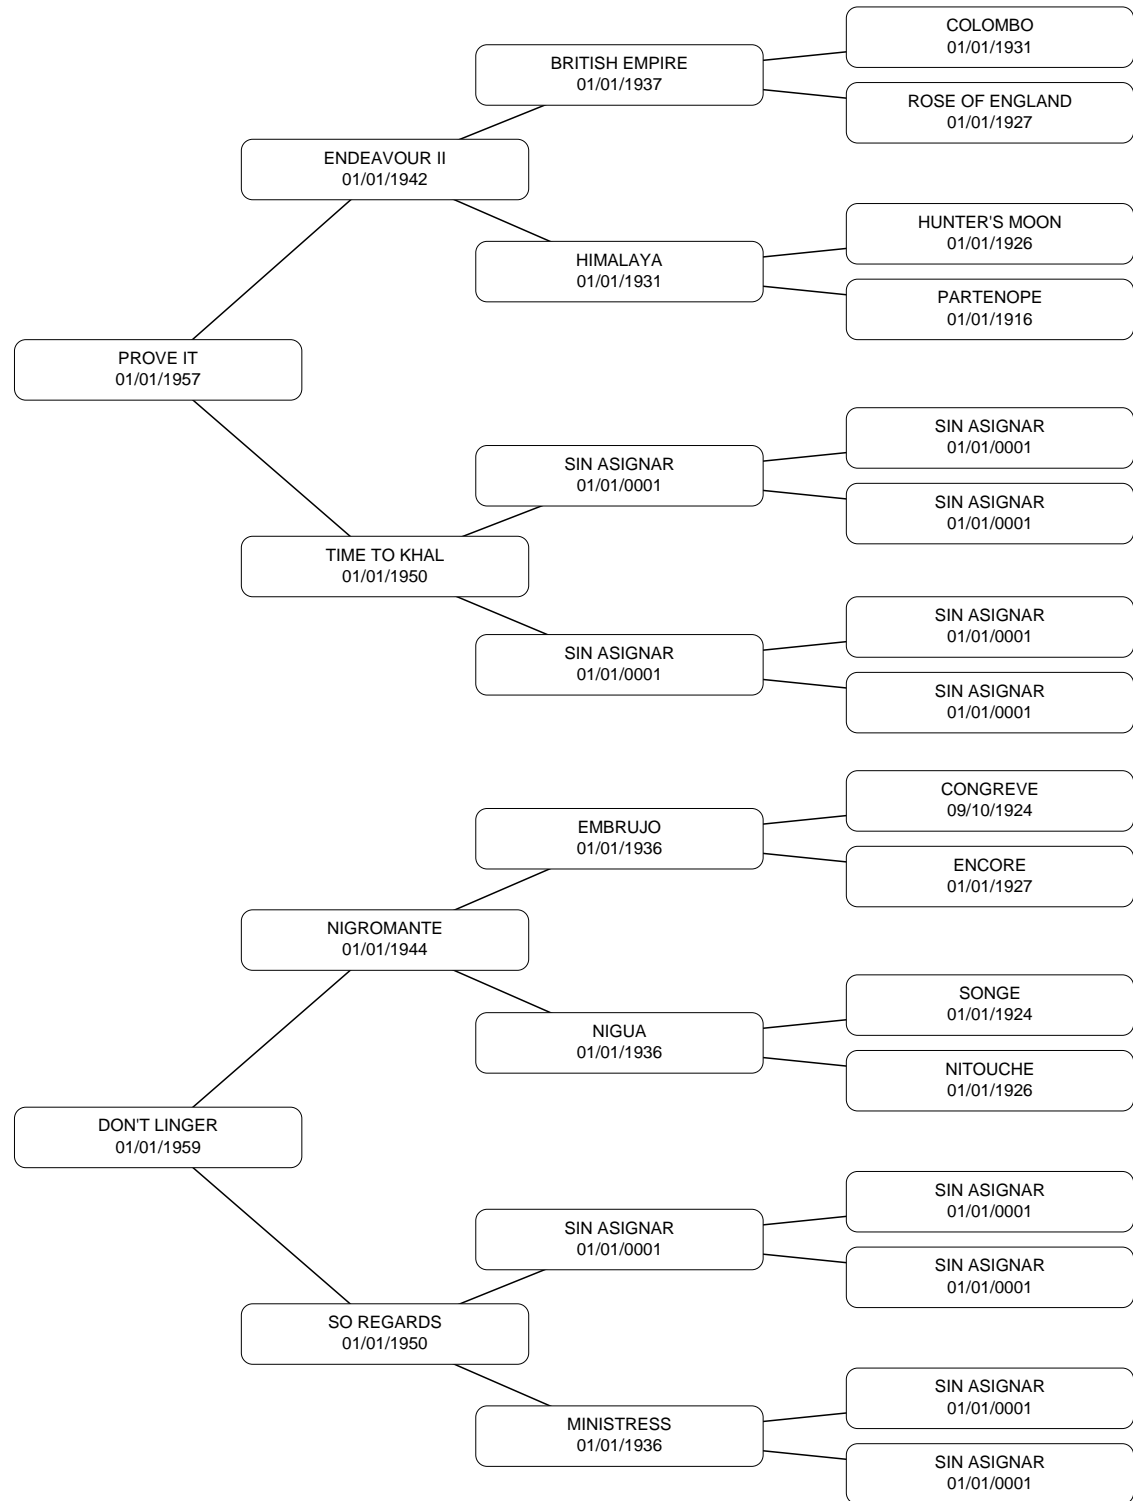 COLOMBO
01/01/1931
BRITISH EMPIRE
01/01/1937
ROSE OF ENGLAND
01/01/1927
ENDEAVOUR II
01/01/1942
HUNTER'S MOON
01/01/1926
HIMALAYA
01/01/1931
PARTENOPE
01/01/1916
PROVE IT
01/01/1957
SIN ASIGNAR
01/01/0001
SIN ASIGNAR
01/01/0001
SIN ASIGNAR
01/01/0001
TIME TO KHAL
01/01/1950
SIN ASIGNAR
01/01/0001
SIN ASIGNAR
01/01/0001
SIN ASIGNAR
01/01/0001
CONGREVE
09/10/1924
EMBRUJO
01/01/1936
ENCORE
01/01/1927
NIGROMANTE
01/01/1944
SONGE
01/01/1924
NIGUA
01/01/1936
NITOUCHE
01/01/1926
DON'T LINGER
01/01/1959
SIN ASIGNAR
01/01/0001
SIN ASIGNAR
01/01/0001
SIN ASIGNAR
01/01/0001
SO REGARDS
01/01/1950
SIN ASIGNAR
01/01/0001
MINISTRESS
01/01/1936
SIN ASIGNAR
01/01/0001